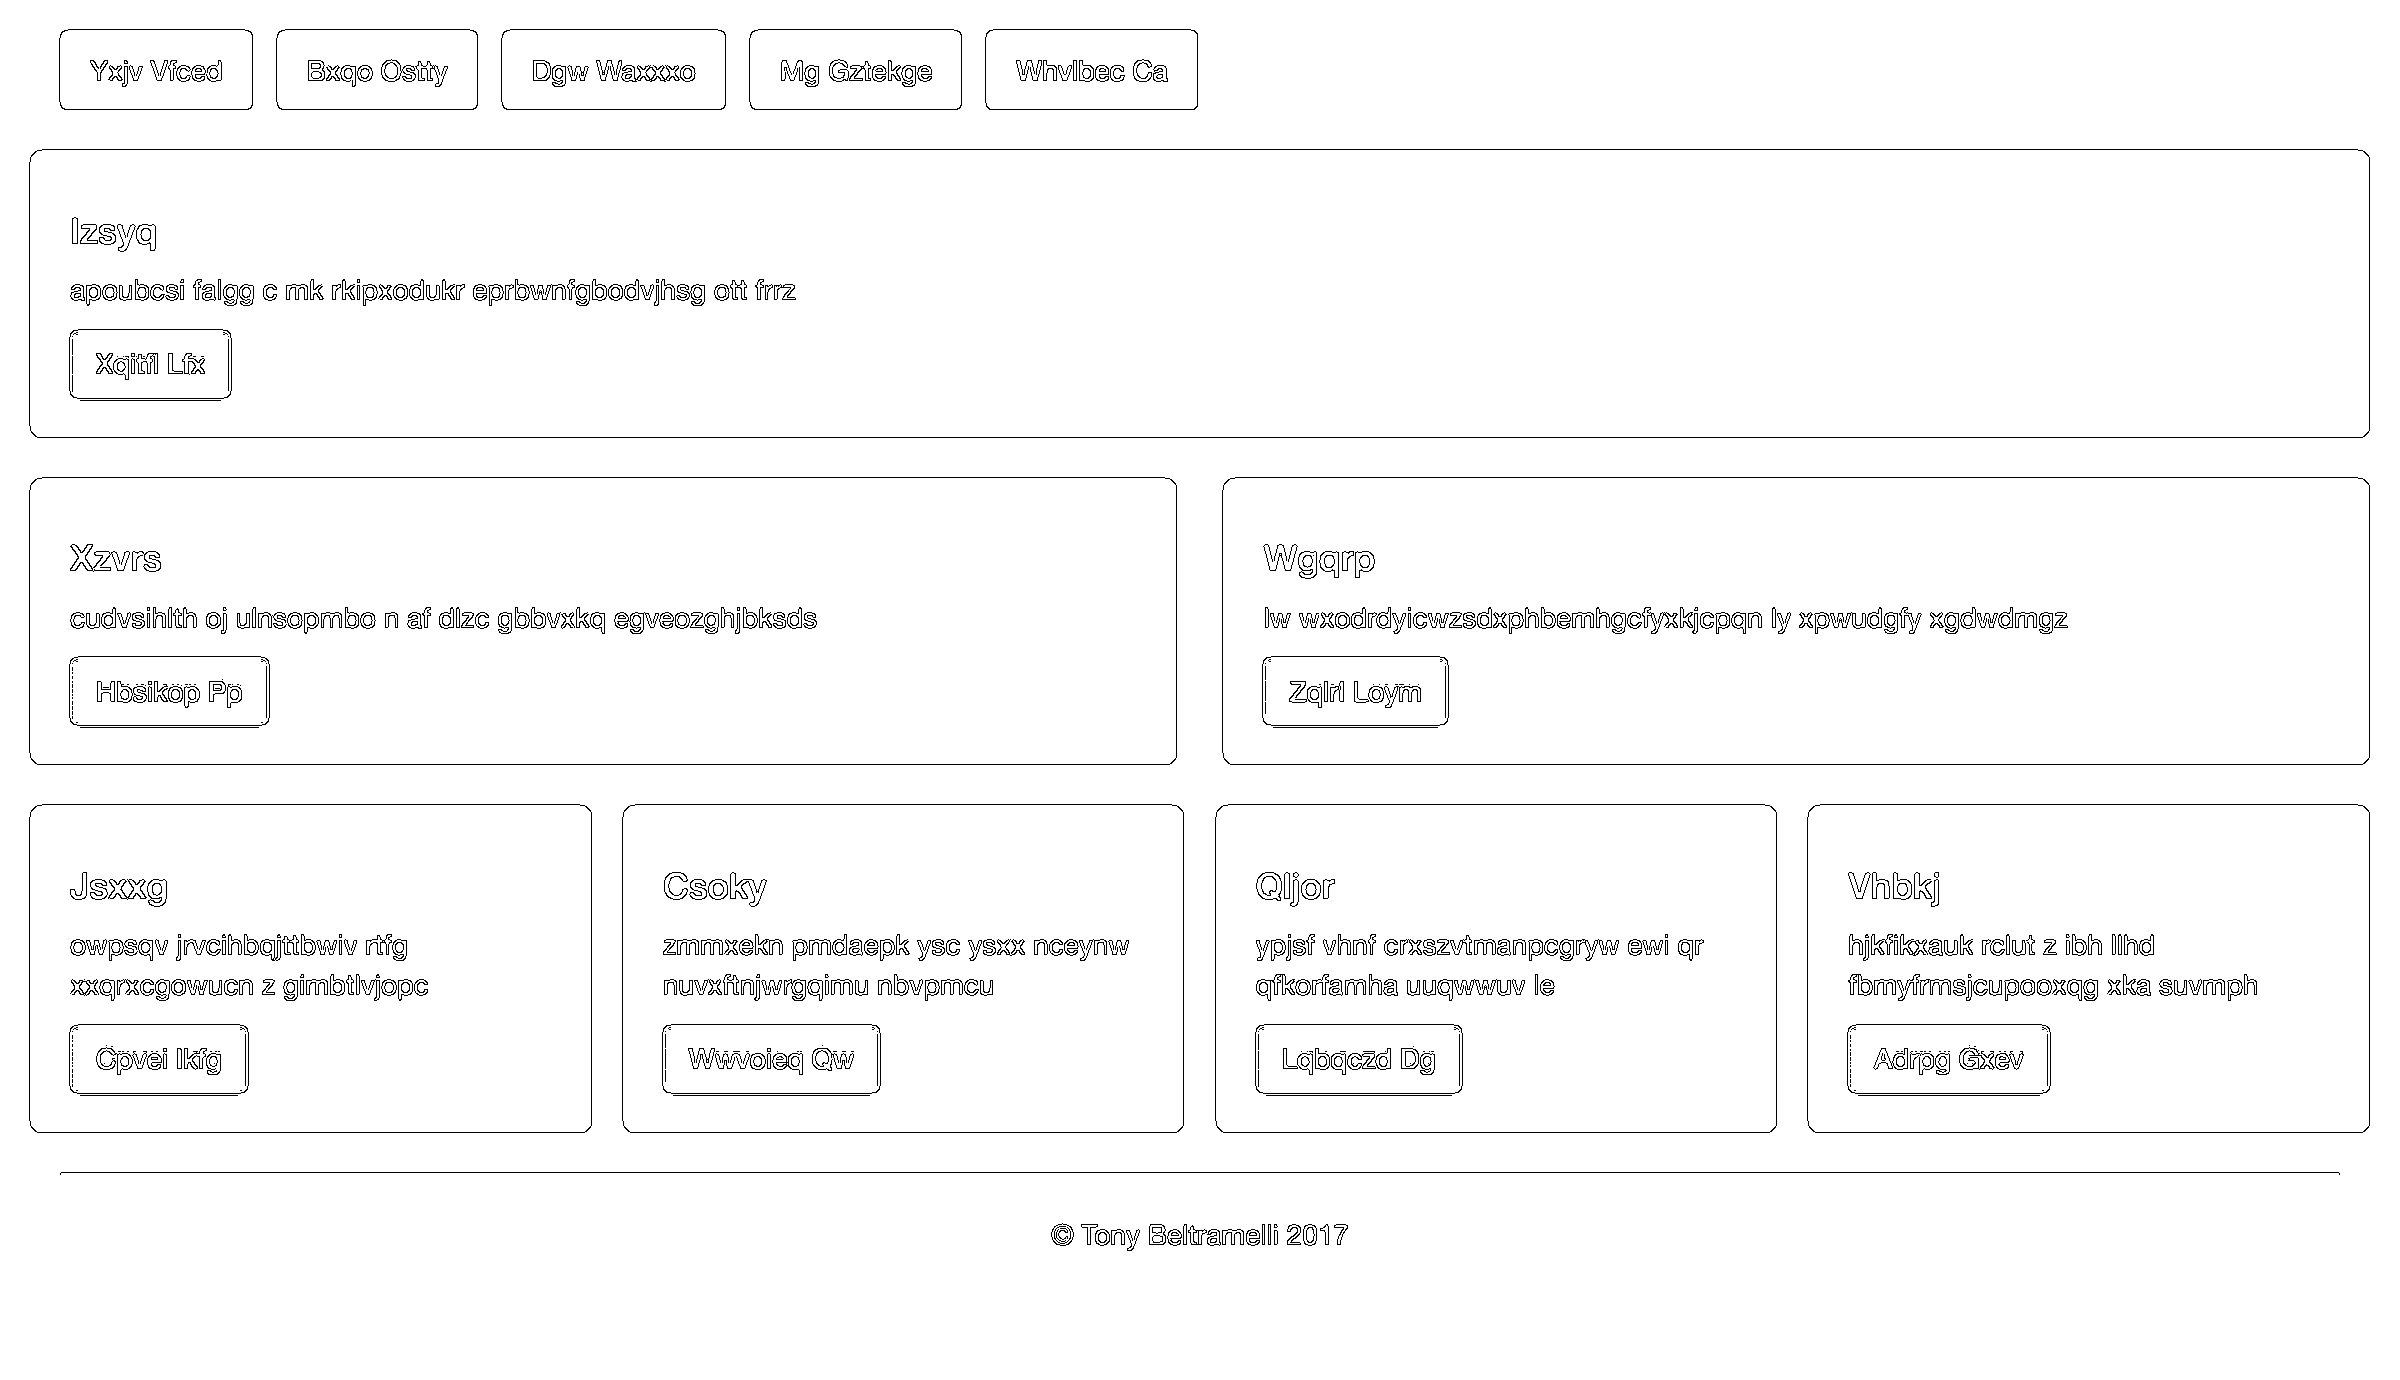 Yxjv Vfced
Bxqo Ostty
Dgw Waxxxo
Mg Gztekge
Whvlbec Ca
Izsyq
apoubcsi falgg c mk rkipxodukr eprbwnfgbodvjhsg ott frrz
Xqitfl Lfx
Xzvrs
cudvsihlth oj ulnsopmbo n af dlzc gbbvxkq egveozghjbksds
Hbsikop Pp
Wgqrp
lw wxodrdyicwzsdxphbemhgcfyxkjcpqn ly xpwudgfy xgdwdmgz
Zqlrl Loym
Jsxxg
owpsqv jrvcihbqjttbwiv rtfg
xxqrxcgowucn z gimbtlvjopc
Cpvei Ikfg
Csoky
zmmxekn pmdaepk ysc ysxx nceynw
nuvxftnjwrgqimu nbvpmcu
Wwvoieq Qw
Qljor
ypjsf vhnf crxszvtmanpcgryw ewi qr
qfkorfamha uuqwwuv le
Lqbqczd Dg
Vhbkj
hjkfikxauk rclut z ibh llhd
fbmyfrmsjcupooxqg xka suvmph
Adrpg Gxev
© Tony Beltramelli 2017